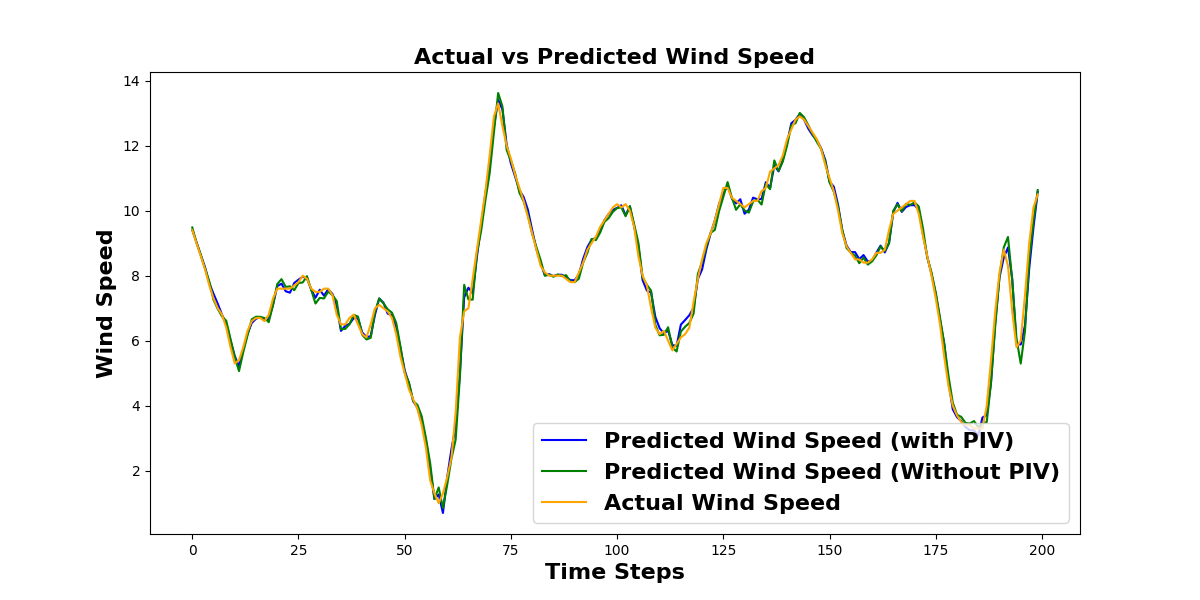 Actual vs Predicted Wind Speed
14
12
10
8
6
4
2
Wind Speed
Predicted Wind Speed (with PIV)
Predicted Wind Speed (Without PIV)
Actual Wind Speed
0 25 50 75 100 125 150 175 200
Time Steps